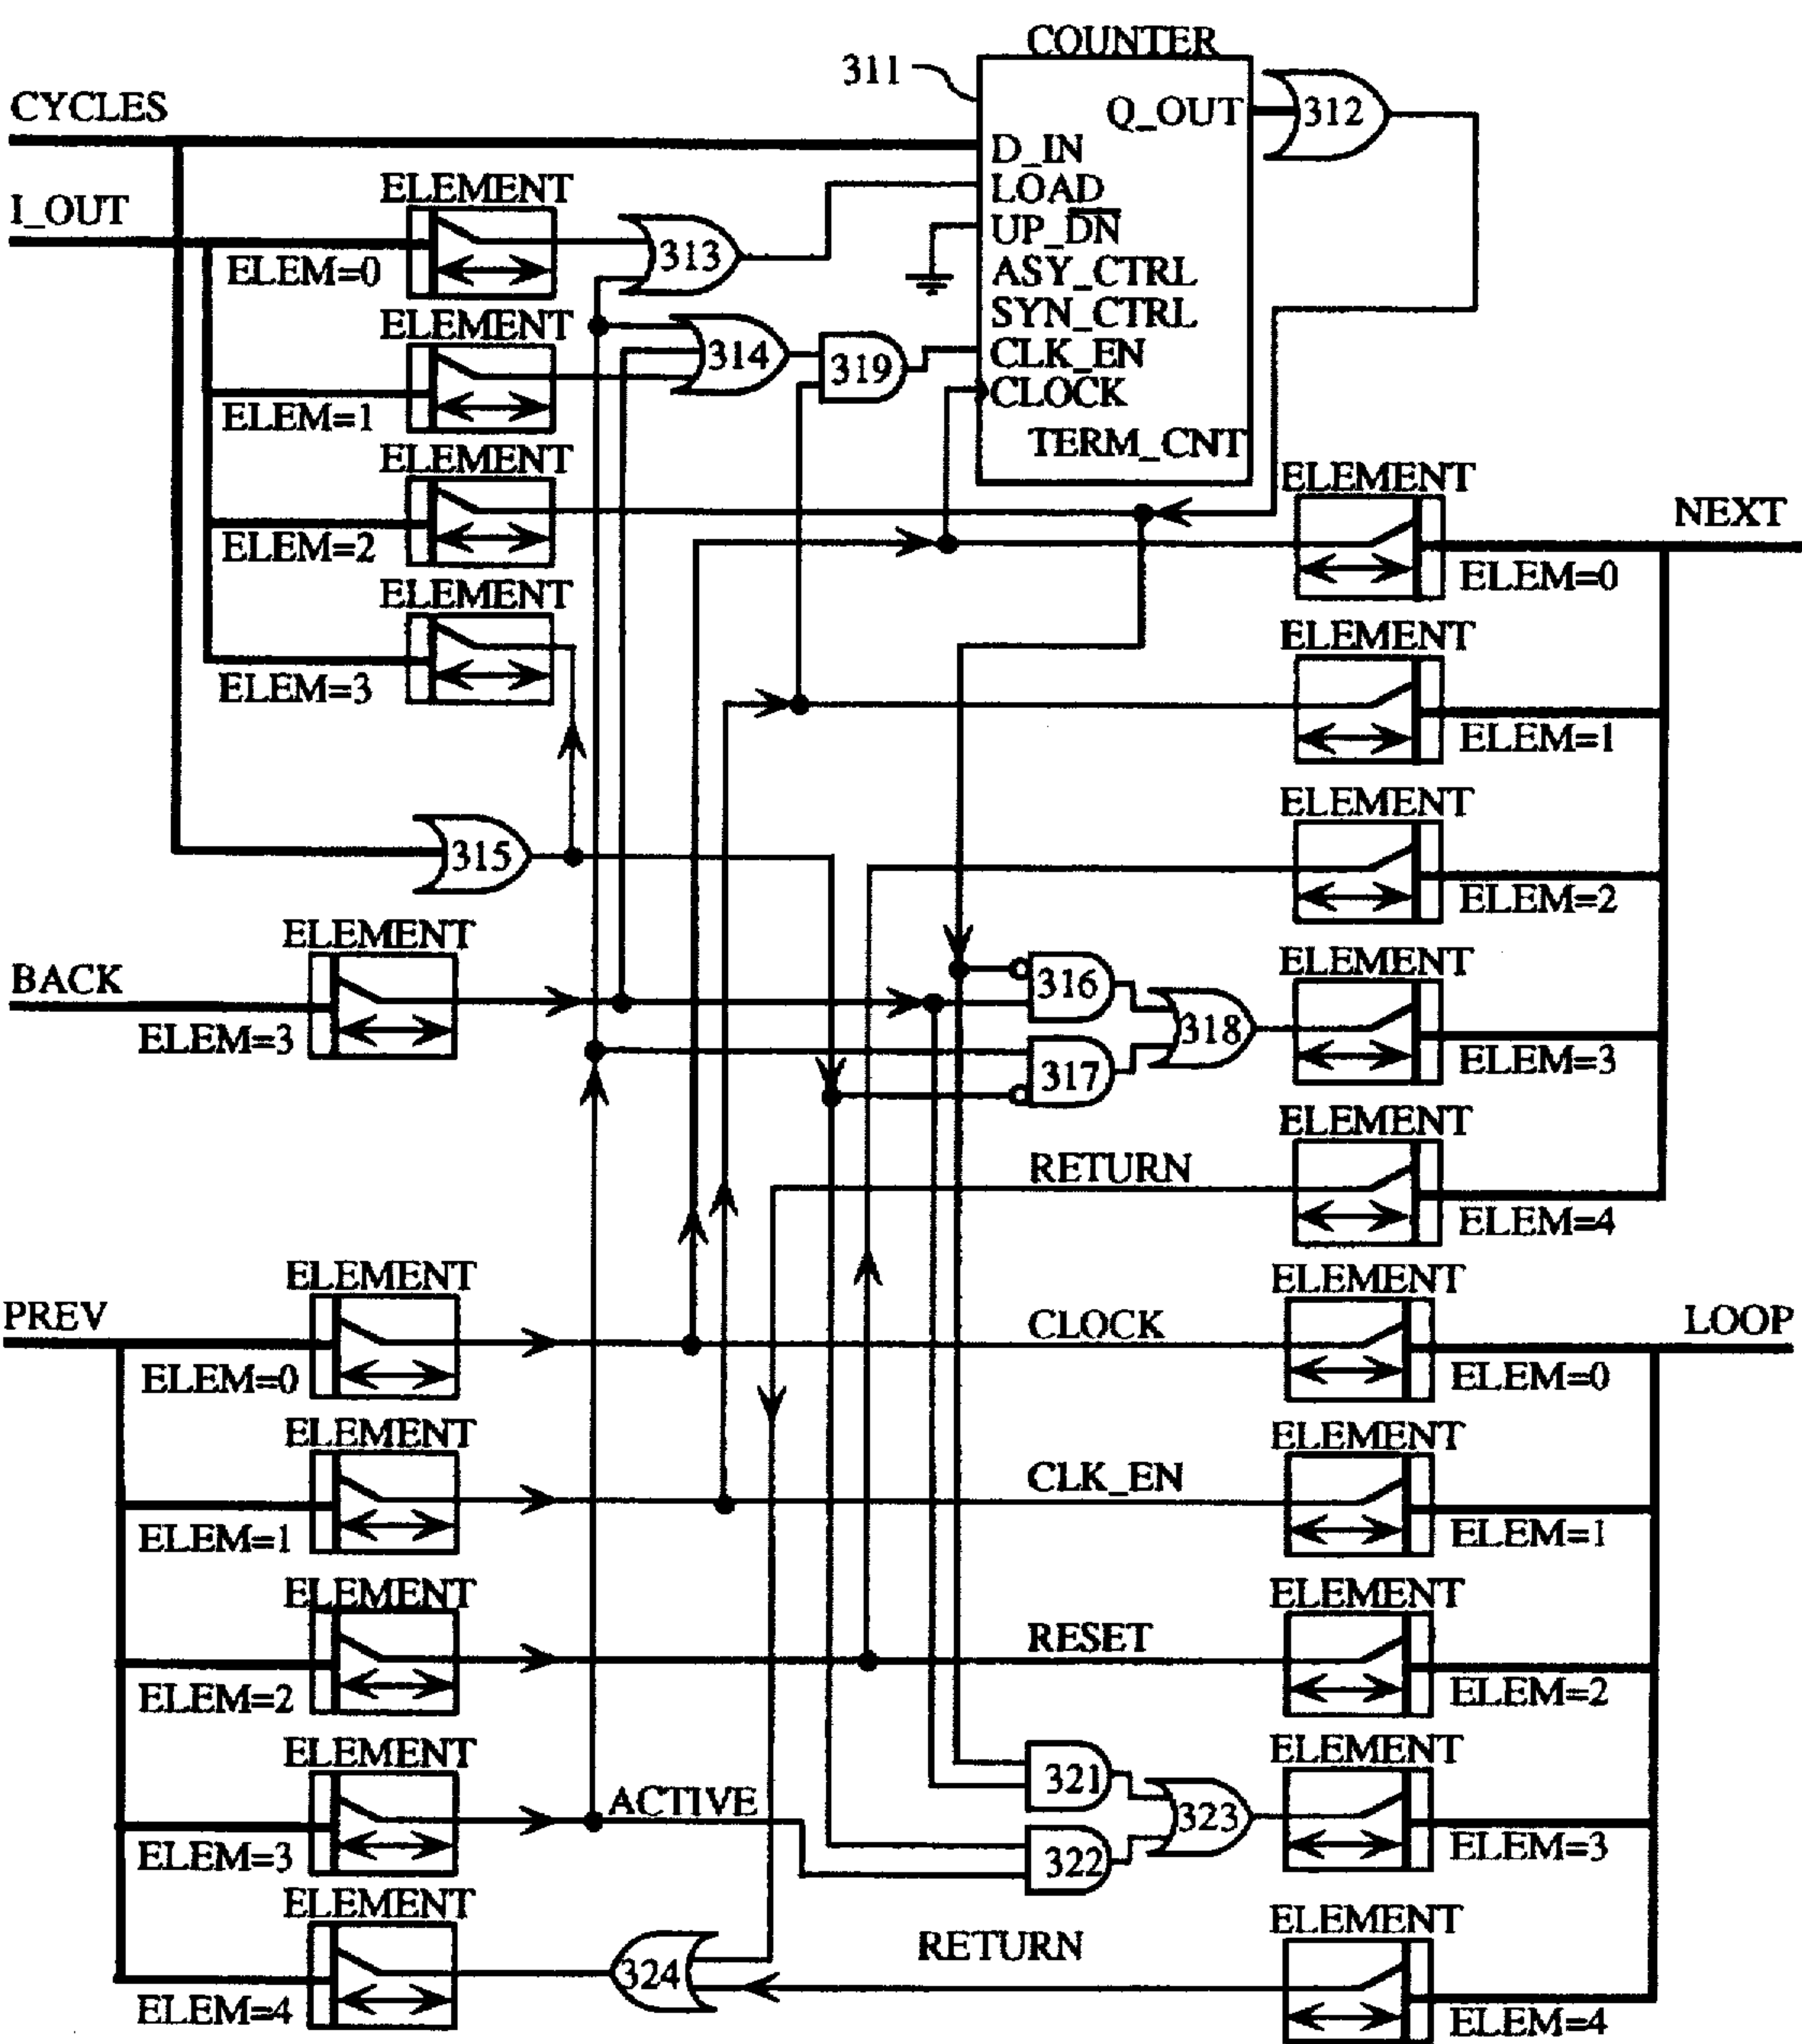 COUNTER
311
CYCLES
Q_OUT
312
D_IN
ELEMENT
LOAD
I_OUT
313
UP_DN
ELEM=0
ASY_CTRL
ELEMENT
SYN_CTRL
314
319
CLK_EN
CLOCK
ELEM=1
TERM_CNT
ELEMENT
ELEMENT
NEXT
ELEM=2
ELEM=0
ELEMENT
ELEMENT
ELEM=3
ELEM=1
ELEMENT
315
ELEM=2
ELEMENT
ELEMENT
BACK
316
318
ELEM=3
317
ELEM=3
ELEMENT
RETURN
ELEM=4
ELEMENT
ELEMENT
PREV
CLOCK
LOOP
ELEM=0
ELEM=0
ELEMENT
ELEMENT
CLK_EN
ELEM=1
ELEM=1
ELEMENT
ELEMENT
RESET
ELEM=2
ELEM=2
ELEMENT
ELEMENT
321
ACTIVE
323
ELEM=3
322
ELEM=3
ELEMENT
ELEMENT
RETURN
324
ELEM=4
ELEM=4